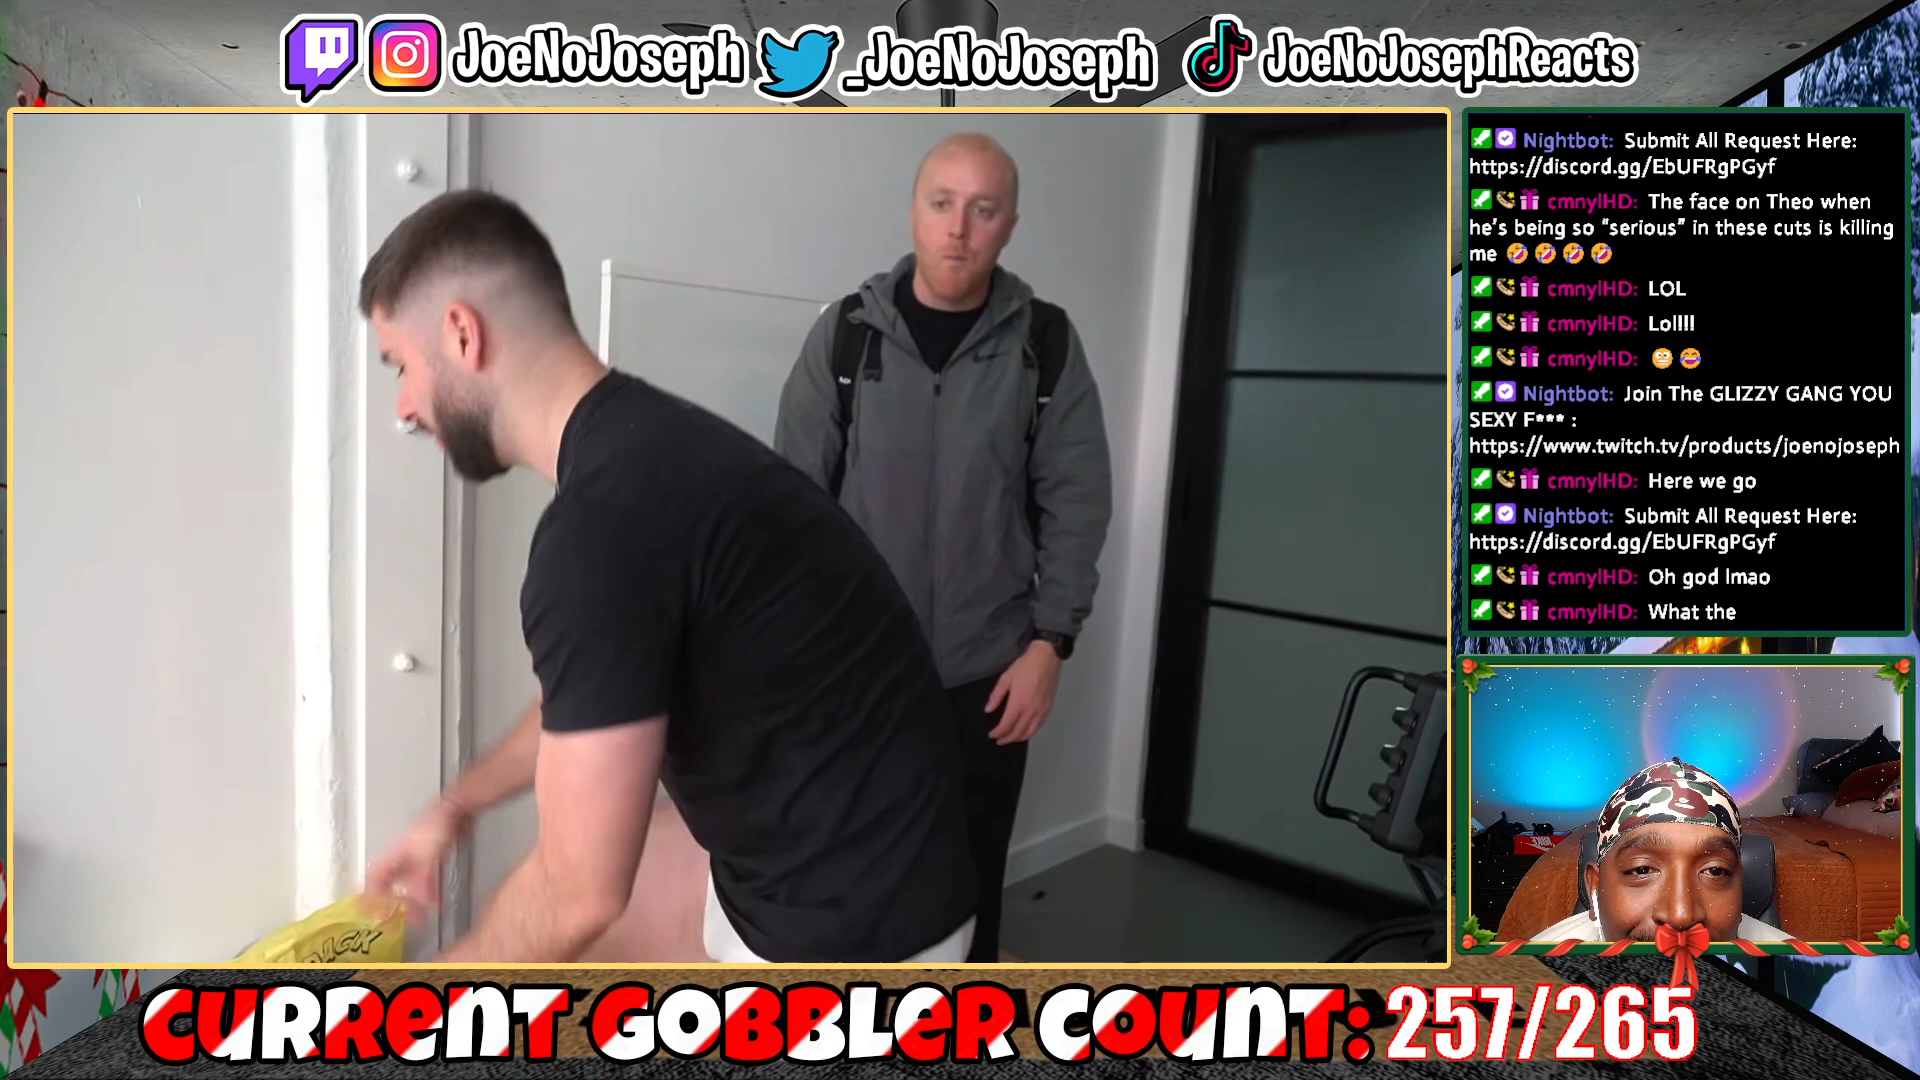 JoeNoJoseph _JoeNoJoseph JoeNoJosephReacts
Nightbot: Submit All Request Here:
https://discord.gg/EbUFRgPGyf
cmnylHD: The face on Theo when
he's being so “serious” in these cuts is killing
me 🤣 🤣 🤣 🤣
cmnylHD: LOL
cmnylHD: Lollll
cmnylHD: 😬 😂
Nightbot: Join The GLIZZY GANG YOU
SEXY F*** :
https://www.twitch.tv/products/joenojoseph
cmnylHD: Here we go
Nightbot: Submit All Request Here:
https://discord.gg/EbUFRgPGyf
cmnylHD: Oh god lmao
cmnylHD: What the
CURRENT GOBBLER COUNT: 257/265